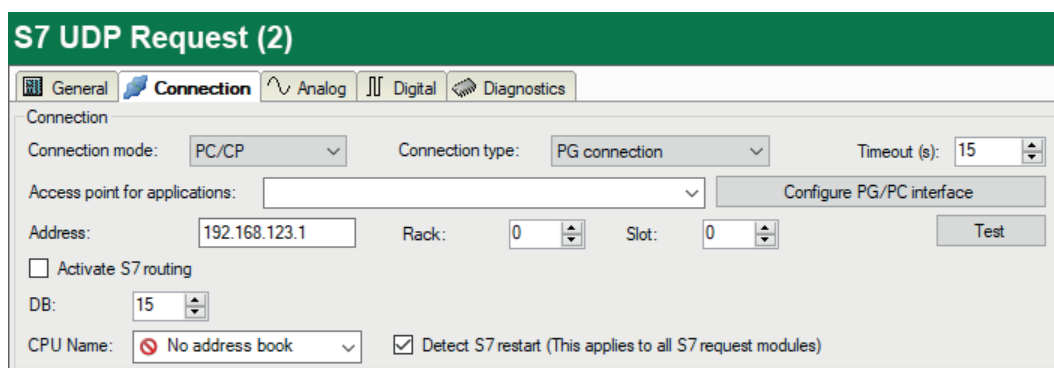 S7 UDP Request (2)
General Connection Analog Digital Diagnostics
Connection
Connection mode: PC/CP Connection type: PG connection Timeout (s): 15
Access point for applications: Configure PG/PC interface
Address: 192.168.123.1 Rack: 0 Slot: 0 Test
Activate S7 routing
DB: 15
CPU Name: No address book Detect S7 restart (This applies to all S7 request modules)